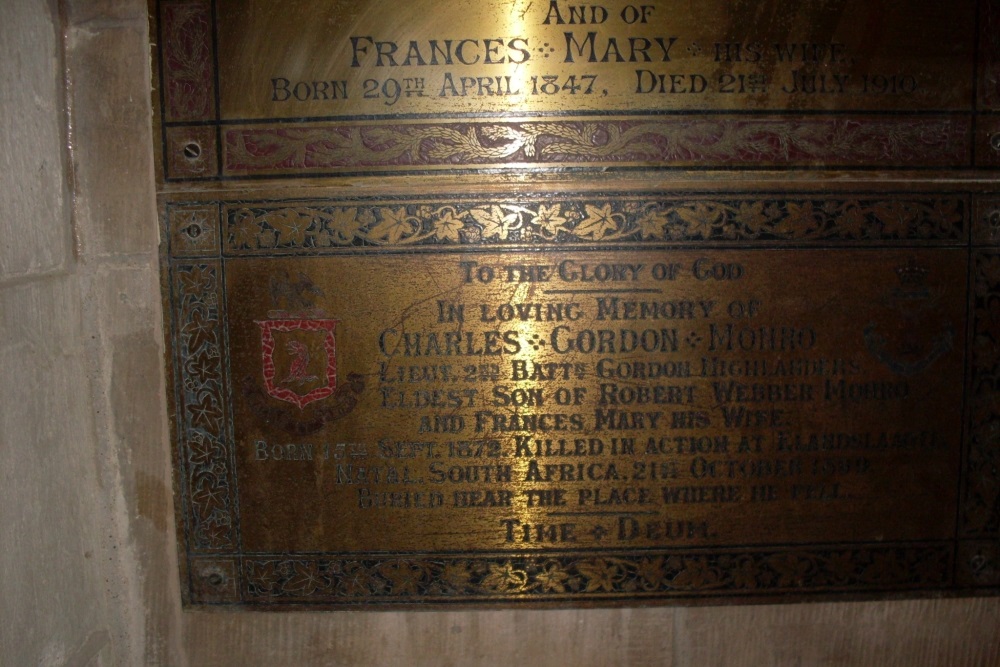 AND OF
FRANCES MARY HIS WIFE
BORN 29TH APRIL 1847, DIED 21ST JULY 1910.
TO THE GLORY OF GOD
IN LOVING MEMORY OF
CHARLES GORDON MONRO
LIEUT. 2ND BATTN GORDON HIGHLANDERS
ELDEST SON OF ROBERT WEBBER MONRO
AND FRANCES MARY HIS WIFE.
BORN 15TH SEPT. 1872. KILLED IN ACTION AT ELANDSLAAGTE,
NATAL, SOUTH AFRICA, 21ST OCTOBER 1899.
BURIED NEAR THE PLACE WHERE HE FELL.
TIME DEUM.